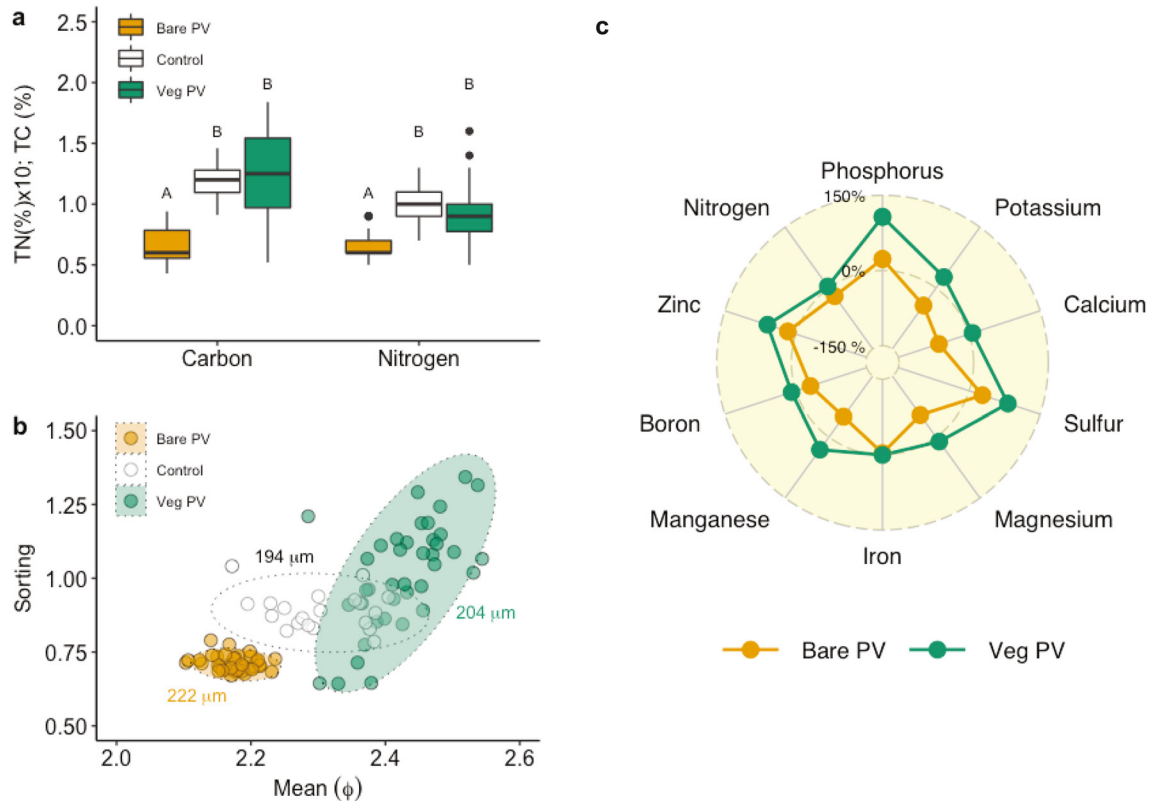 a
2.5
2.0
1.5
1.0
0.5
0.0
TN(%)x10; TC (%)
Bare PV
Control
Veg PV
A
B
B
A
B
B
Carbon
Nitrogen
b
1.50
1.25
1.00
0.75
0.50
Sorting
Bare PV
Control
Veg PV
194 μm
204 μm
222 μm
2.0
2.2
2.4
2.6
Mean (ϕ)
c
Phosphorus
150%
Nitrogen
Potassium
0%
Zinc
Calcium
-150 %
Boron
Sulfur
Manganese
Magnesium
Iron
Bare PV
Veg PV